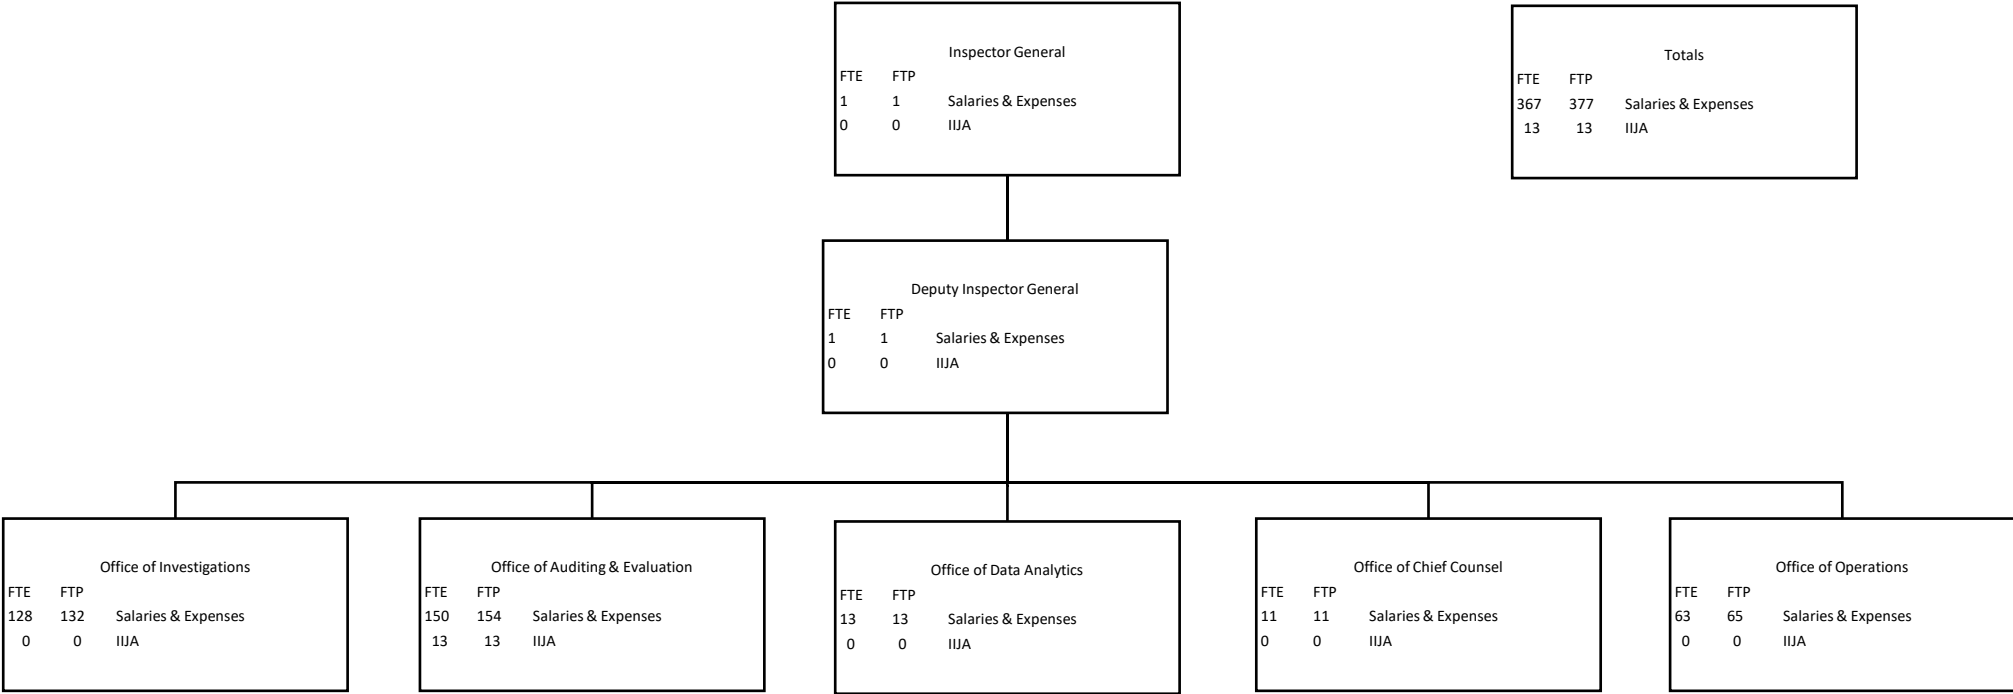 Inspector General
FTE FTP
1 1 Salaries & Expenses
0 0 IIJA
Totals
FTE FTP
367 377 Salaries & Expenses
13 13 IIJA
Deputy Inspector General
FTE FTP
1 1 Salaries & Expenses
0 0 IIJA
Office of Investigations
FTE FTP
128 132 Salaries & Expenses
0 0 IIJA
Office of Auditing & Evaluation
FTE FTP
150 154 Salaries & Expenses
13 13 IIJA
Office of Data Analytics
FTE FTP
13 13 Salaries & Expenses
0 0 IIJA
Office of Chief Counsel
FTE FTP
11 11 Salaries & Expenses
0 0 IIJA
Office of Operations
FTE FTP
63 65 Salaries & Expenses
0 0 IIJA